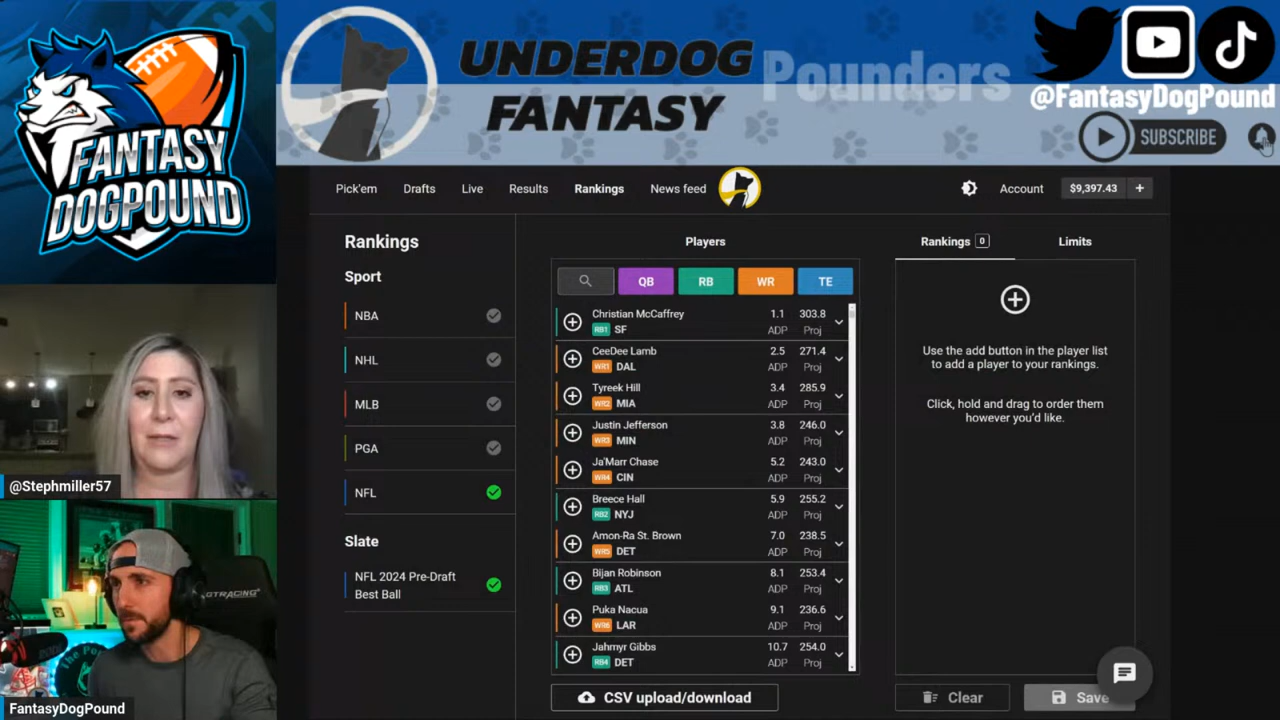 FANTASY
DOGPOUND
UNDERDOG
FANTASY
Pounders
@FantasyDogPound
SUBSCRIBE
Pick'em
Drafts
Live
Results
Rankings
News feed
Account
$9,397.43
+
Rankings
Sport
NBA
NHL
MLB
PGA
NFL
Slate
NFL 2024 Pre-Draft
Best Ball
Players
QB
RB
WR
TE
Christian McCaffrey 1.1 303.8
RB1 SF ADP Proj
CeeDee Lamb 2.5 271.4
WR1 DAL ADP Proj
Tyreek Hill 3.4 285.9
WR2 MIA ADP Proj
Justin Jefferson 3.8 246.0
WR3 MIN ADP Proj
Ja'Marr Chase 5.2 243.0
WR4 CIN ADP Proj
Breece Hall 5.9 255.2
RB2 NYJ ADP Proj
Amon-Ra St. Brown 7.0 238.5
WR5 DET ADP Proj
Bijan Robinson 8.1 253.4
RB3 ATL ADP Proj
Puka Nacua 9.1 236.6
WR6 LAR ADP Proj
Jahmyr Gibbs 10.7 254.0
RB4 DET ADP Proj
CSV upload/download
Rankings 0
Limits
Use the add button in the player list
to add a player to your rankings.
Click, hold and drag to order them
however you'd like.
Clear
Save
@Stephmiller57
GTRACING
FantasyDogPound